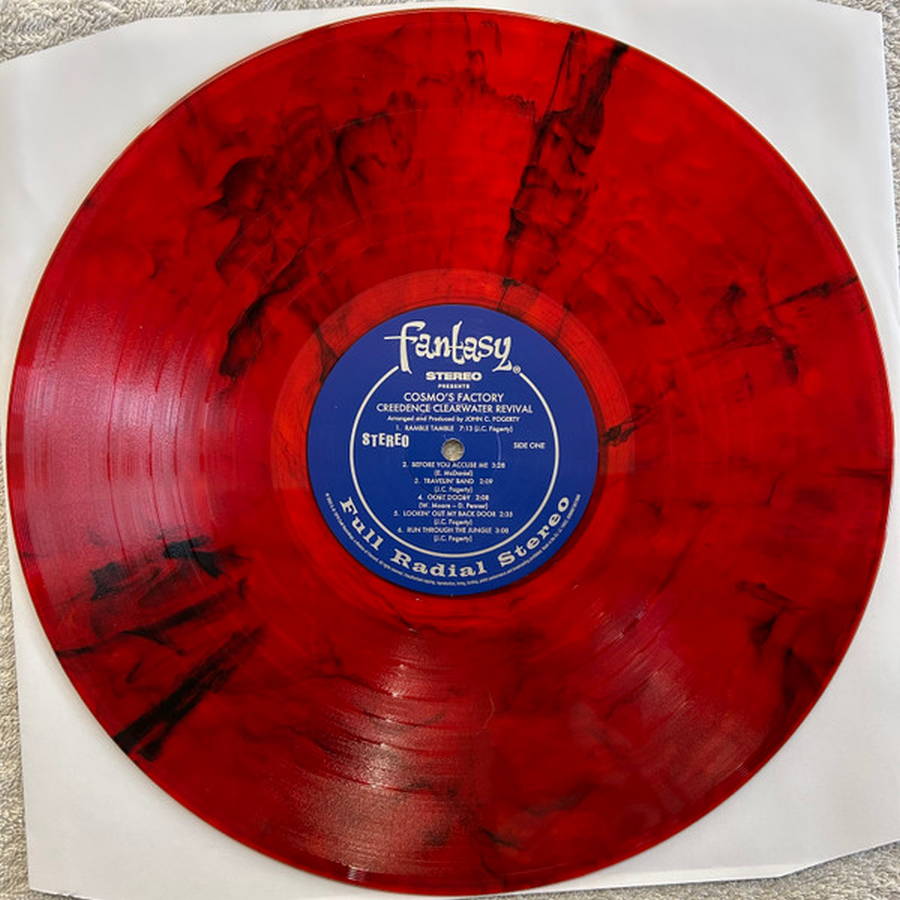 fantasy®
STEREO
PRESENTS
COSMO'S FACTORY
CREEDENCE CLEARWATER REVIVAL
Arranged and Produced by JOHN C. FOGERTY
1. RAMBLE TAMBLE 7:13 (J.C. Fogerty)
STEREO
SIDE ONE
2. BEFORE YOU ACCUSE ME 3:28
(E. McDaniel)
3. TRAVELIN' BAND 2:09
(J.C. Fogerty)
4. OOBY DOOBY 2:08
(W. Moore – D. Penner)
5. LOOKIN' OUT MY BACK DOOR 2:35
(J.C. Fogerty)
6. RUN THROUGH THE JUNGLE 3:08
(J.C. Fogerty)
Full Radial Stereo